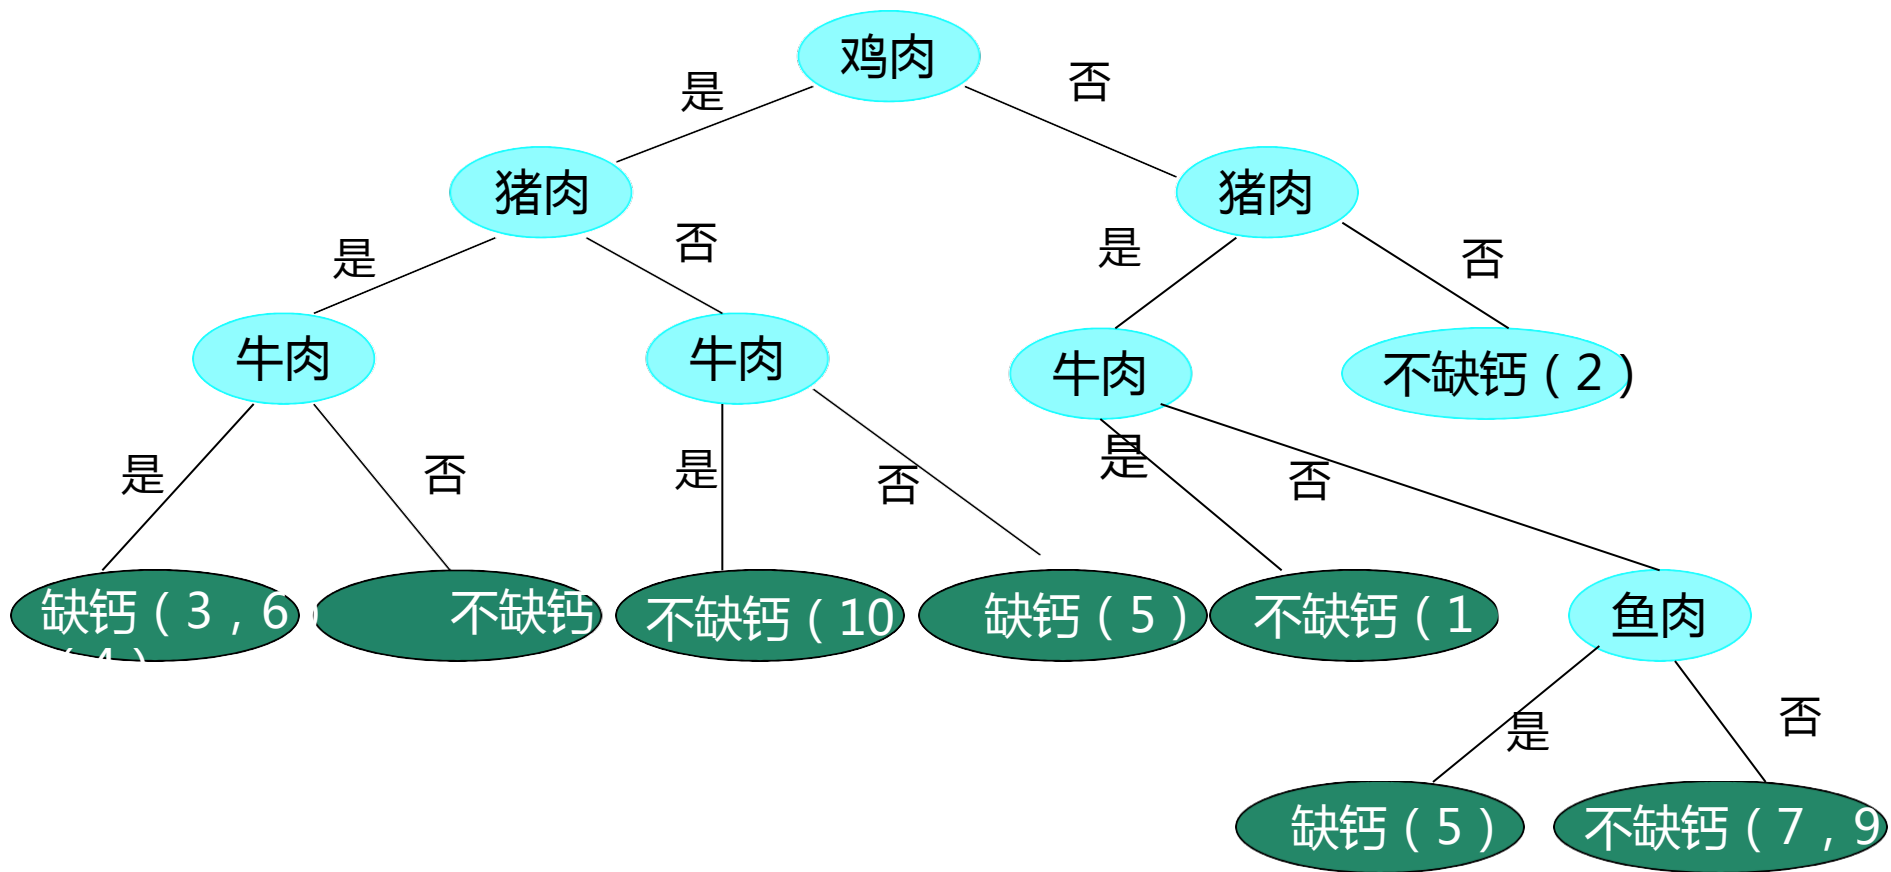 鸡肉
是
否
猪肉
猪肉
是
否
是
否
牛肉
牛肉
牛肉
不缺钙（2）
是
否
是
否
是
否
缺钙（3，6）
（4）
不缺钙
不缺钙（10
缺钙（5）
不缺钙（1
鱼肉
是
否
缺钙（5）
不缺钙（7，9